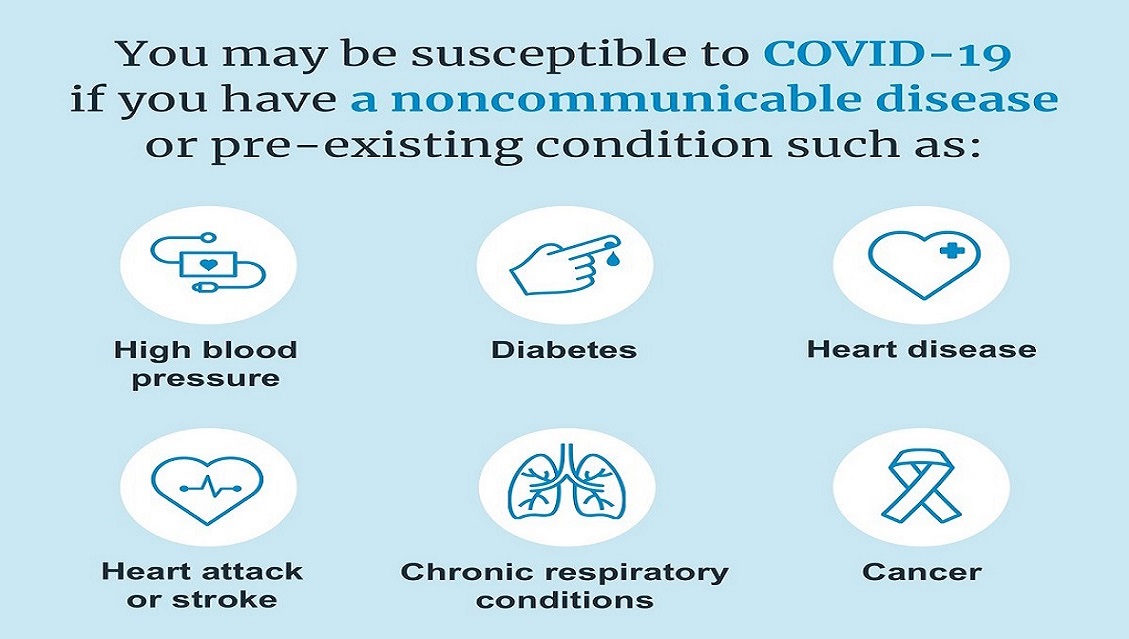 You may be susceptible to COVID-19
if you have a noncommunicable disease
or pre-existing condition such as:
High blood
pressure
Diabetes
Heart disease
Heart attack
or stroke
Chronic respiratory
conditions
Cancer